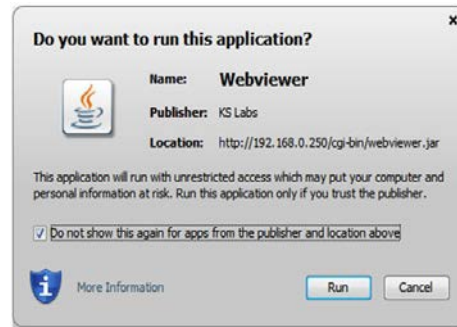 x
Do you want to run this application?
Name: Webviewer
Publisher: KS Labs
Location: http://192.168.0.250/cgi-bin/webviewer.jar
This application will run with unrestricted access which may put your computer and
personal information at risk. Run this application only if you trust the publisher.
Do not show this again for apps from the publisher and location above
More Information Run Cancel